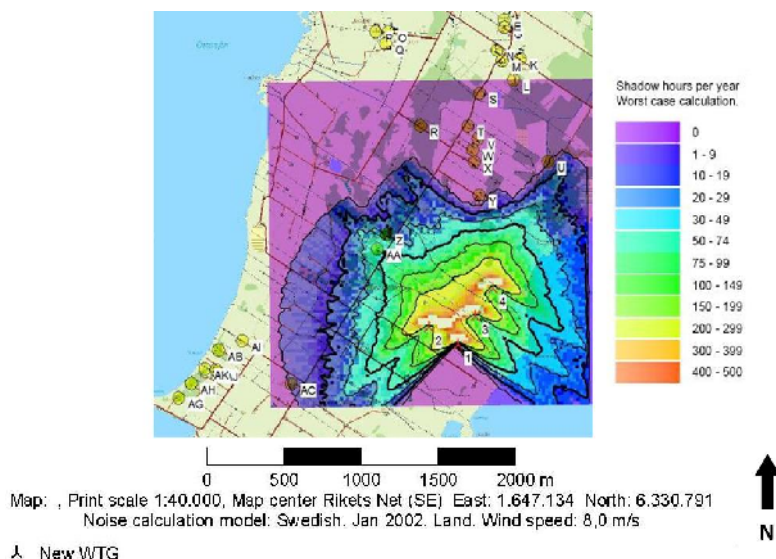 O
Q
K
M
L
S
R
T
V
W
X
U
Y
Z
AA
4
3
2
1
AI
AB
AC
AH
AG
Shadow hours per year
Worst case calculation.
0
1 - 9
10 - 19
20 - 29
30 - 49
50 - 74
75 - 99
100 - 149
150 - 199
200 - 299
300 - 399
400 - 500
0 500 1000 1500 2000 m
Map: , Print scale 1:40.000, Map center Rikets Net (SE) East: 1.647.134 North: 6.330.791
Noise calculation model: Swedish. Jan 2002. Land. Wind speed: 8,0 m/s
N
New WTG